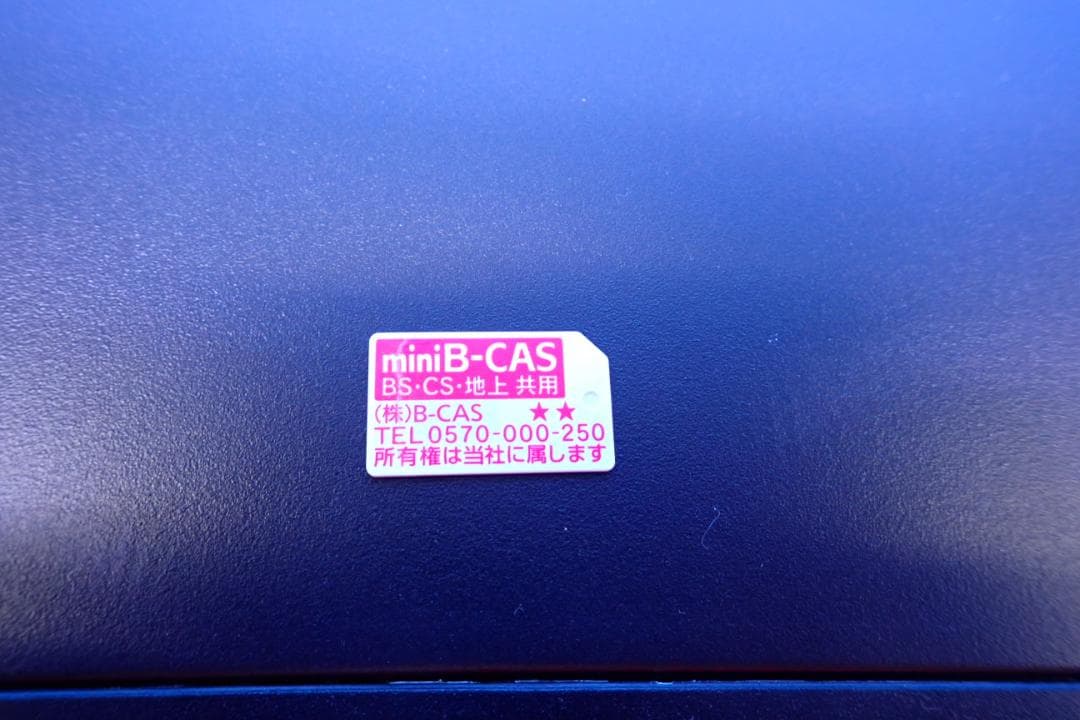 miniB-CAS
BS・CS・地上 共用
(株)B-CAS ★★
TEL 0570-000-250
所有権は当社に属します